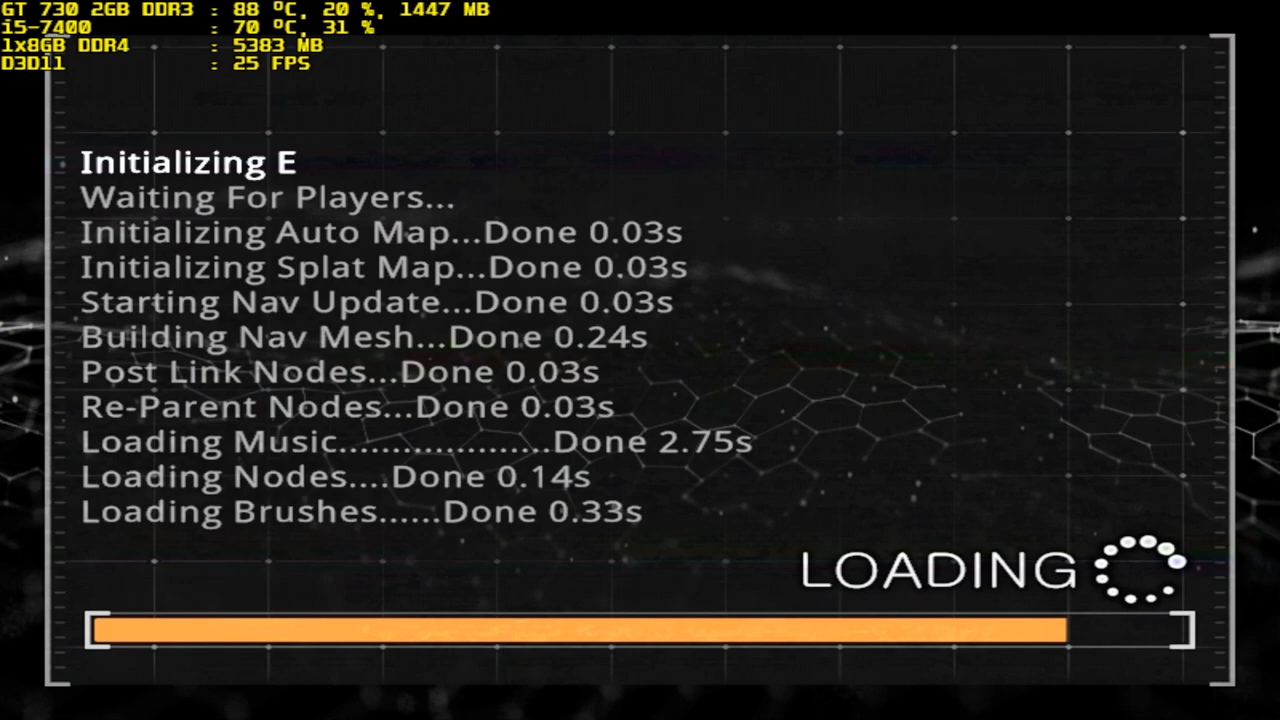 GT 730 2GB DDR3 : 88 ºC, 20 %, 1447 MB
i5-7400 : 70 ºC, 31 %
1x8GB DDR4 : 5383 MB
D3D11 : 25 FPS
Initializing E
Waiting For Players...
Initializing Auto Map...Done 0.03s
Initializing Splat Map...Done 0.03s
Starting Nav Update...Done 0.03s
Building Nav Mesh...Done 0.24s
Post Link Nodes...Done 0.03s
Re-Parent Nodes...Done 0.03s
Loading Music.....................Done 2.75s
Loading Nodes....Done 0.14s
Loading Brushes......Done 0.33s
LOADING